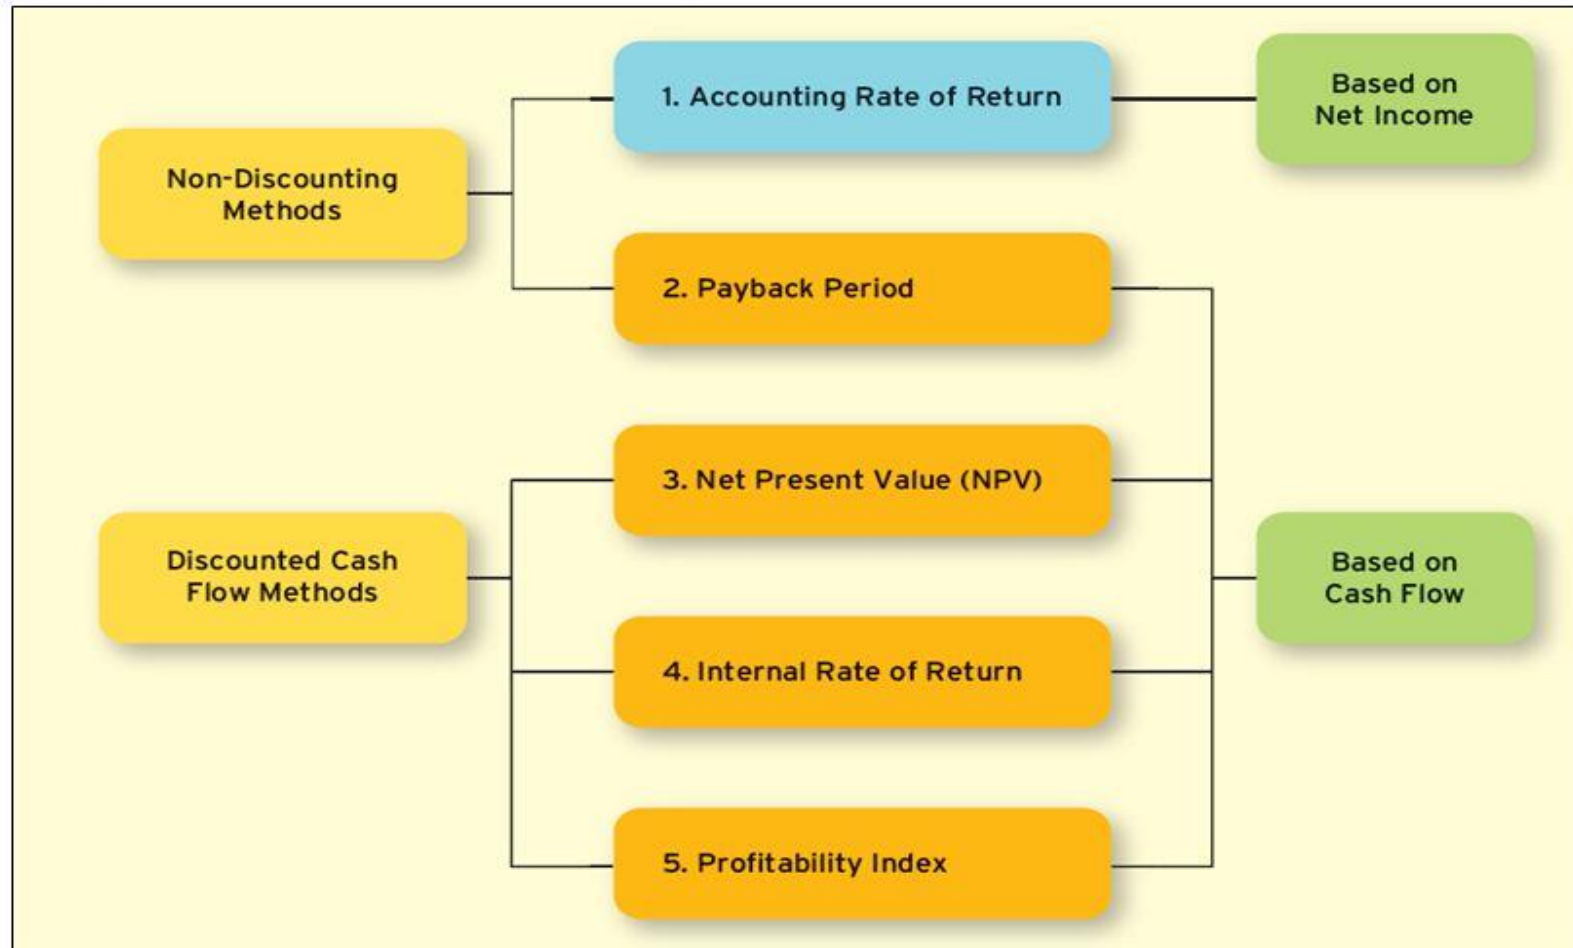 1. Accounting Rate of Return
Based on
Net Income
Non-Discounting
Methods
2. Payback Period
3. Net Present Value (NPV)
Discounted Cash
Flow Methods
Based on
Cash Flow
4. Internal Rate of Return
5. Profitability Index